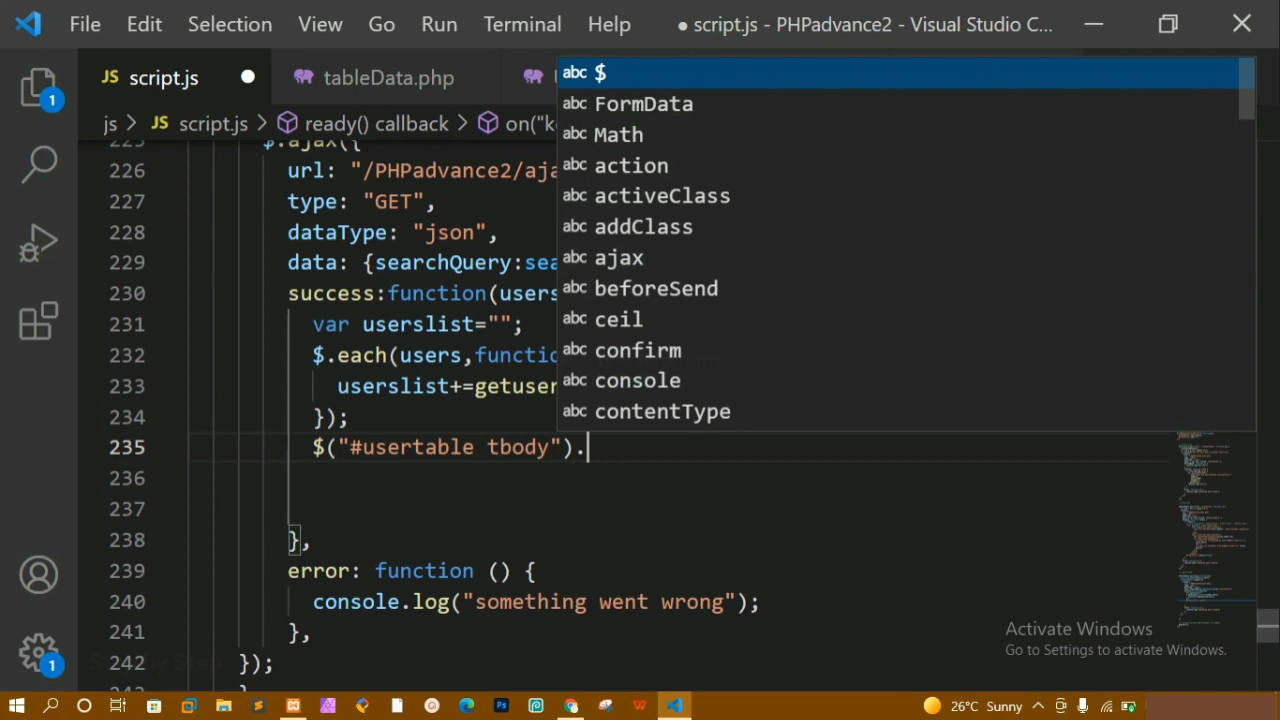 File Edit Selection View Go Run Terminal Help ● script.js - PHPadvance2 - Visual Studio C...
JS script.js ● tableData.php
js > JS script.js > ready() callback > on("k
abc $
abc FormData
abc Math
abc action
abc activeClass
abc addClass
abc ajax
abc beforeSend
abc ceil
abc confirm
abc console
abc contentType
225 $.ajax({
226 url: "/PHPadvance2/aja
227 type: "GET",
228 dataType: "json",
229 data: {searchQuery:sea
230 success:function(users
231 var userslist="";
232 $.each(users,functio
233 userslist+=getuser
234 });
235 $("#usertable tbody").
236
237
238 },
239 error: function () {
240 console.log("something went wrong");
241 },
242 });
243 }
1
1
Activate Windows
Go to Settings to activate Windows.
26°C Sunny